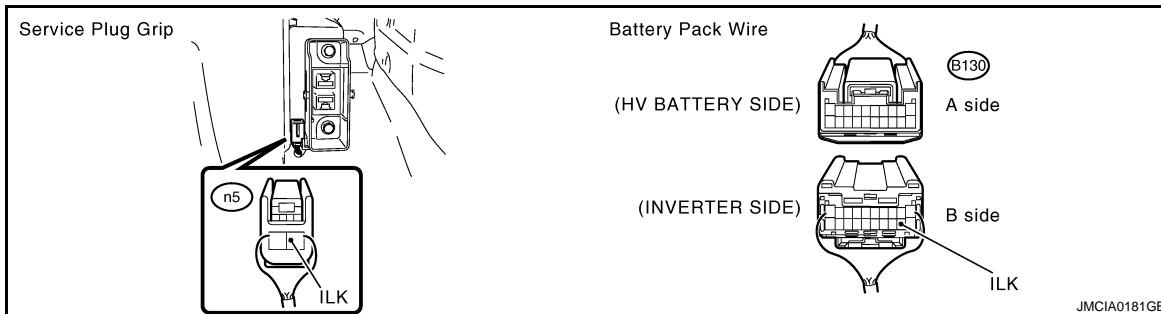 Service Plug Grip
n5
ILK
Battery Pack Wire
B130
(HV BATTERY SIDE)
A side
(INVERTER SIDE)
B side
ILK
JMCIA0181GB